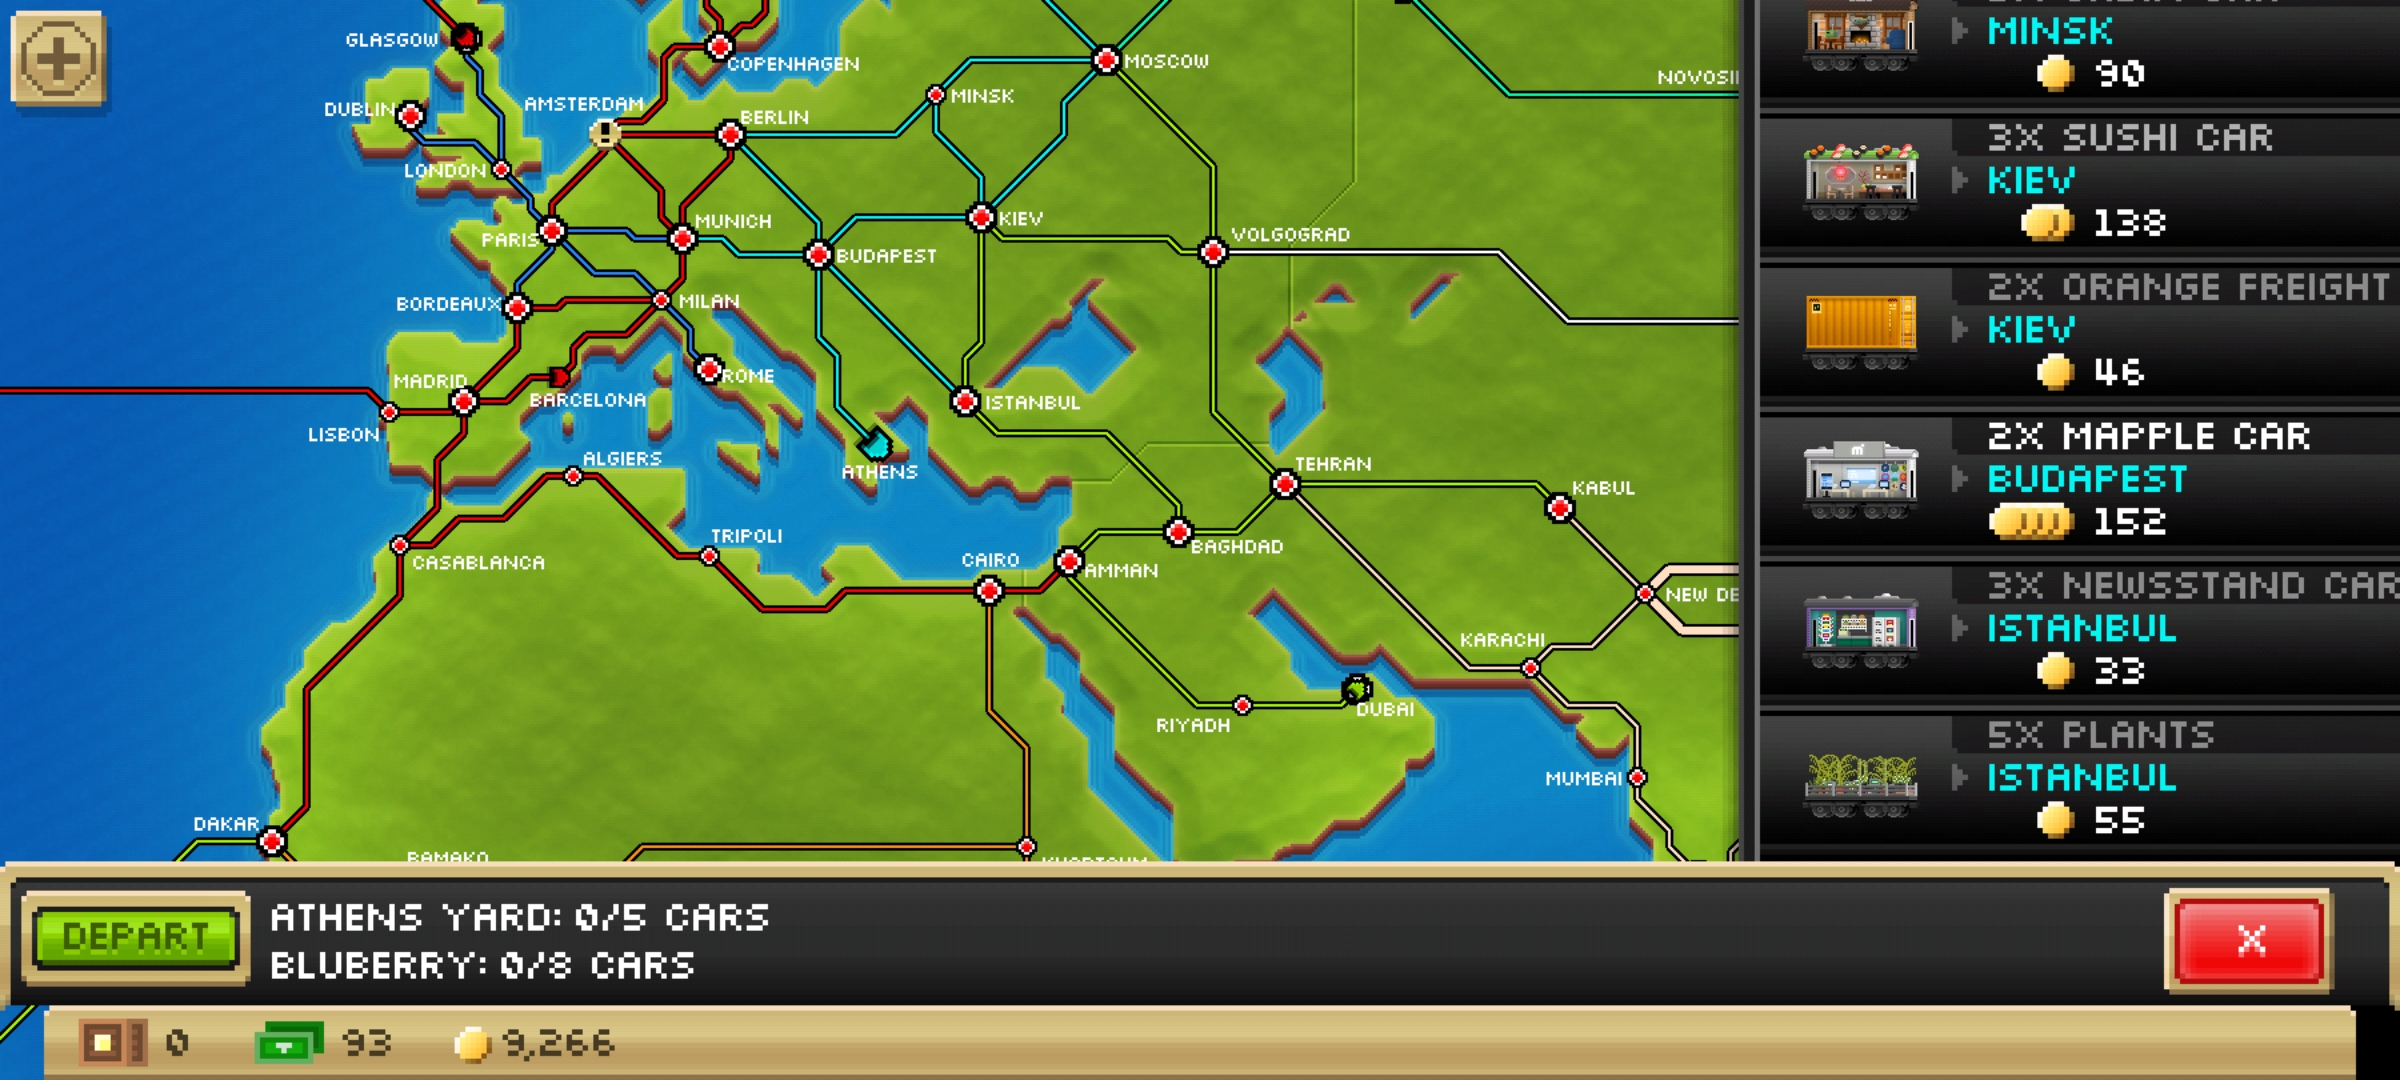 GLASGOW
COPENHAGEN
MOSCOW
NOVOSI
DUBLIN
AMSTERDAM
BERLIN
MINSK
LONDON
PARIS
MUNICH
KIEV
BUDAPEST
VOLGOGRAD
BORDEAUX
MILAN
MADRID
ROME
BARCELONA
ISTANBUL
LISBON
ALGIERS
ATHENS
TEHRAN
KABUL
CASABLANCA
TRIPOLI
CAIRO
BAGHDAD
AMMAN
NEW DE
KARACHI
RIYADH
DUBAI
MUMBAI
DAKAR
BAMAKO
KHARTOUM
MINSK
90
3X SUSHI CAR
KIEV
138
2X ORANGE FREIGHT
KIEV
46
m
2X MAPPLE CAR
BUDAPEST
152
3X NEWSSTAND CAR
ISTANBUL
33
5X PLANTS
ISTANBUL
55
DEPART
ATHENS YARD: 0/5 CARS
BLUBERRY: 0/8 CARS
X
0
93
9,266